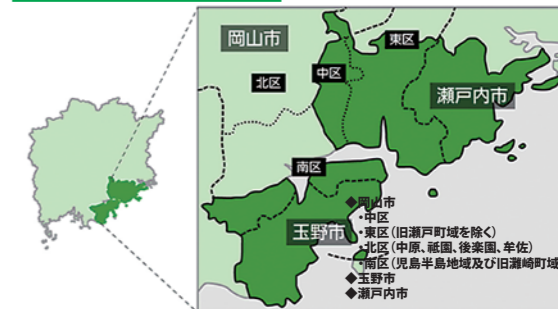 岡山市
北区
中区
東区
瀬戸内市
南区
玉野市
◆岡山市
・中区
・東区(旧瀬戸町域を除く)
・北区(中原、祗園、後楽園、牟佐)
・南区(児島半島地域及び旧灘崎町域
◆玉野市
◆瀬戸内市